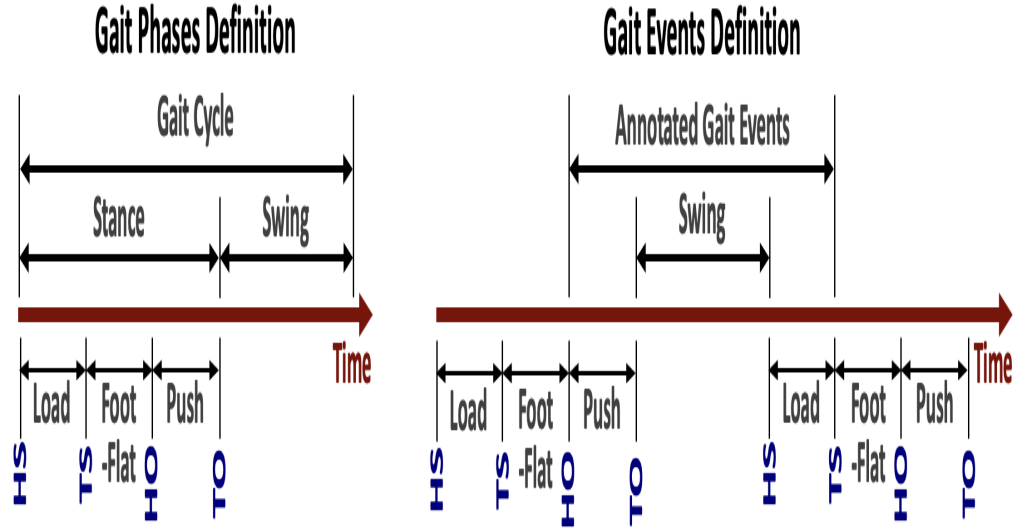 Gait Phases Definition
Gait Cycle
Stance
Swing
Time
Load
Foot
-Flat
Push
HS
TS
HO
TO
Gait Events Definition
Annotated Gait Events
Swing
Time
Load
Foot
-Flat
Push
Load
Foot
-Flat
Push
HS
TS
HO
TO
HS
TS
HO
TO